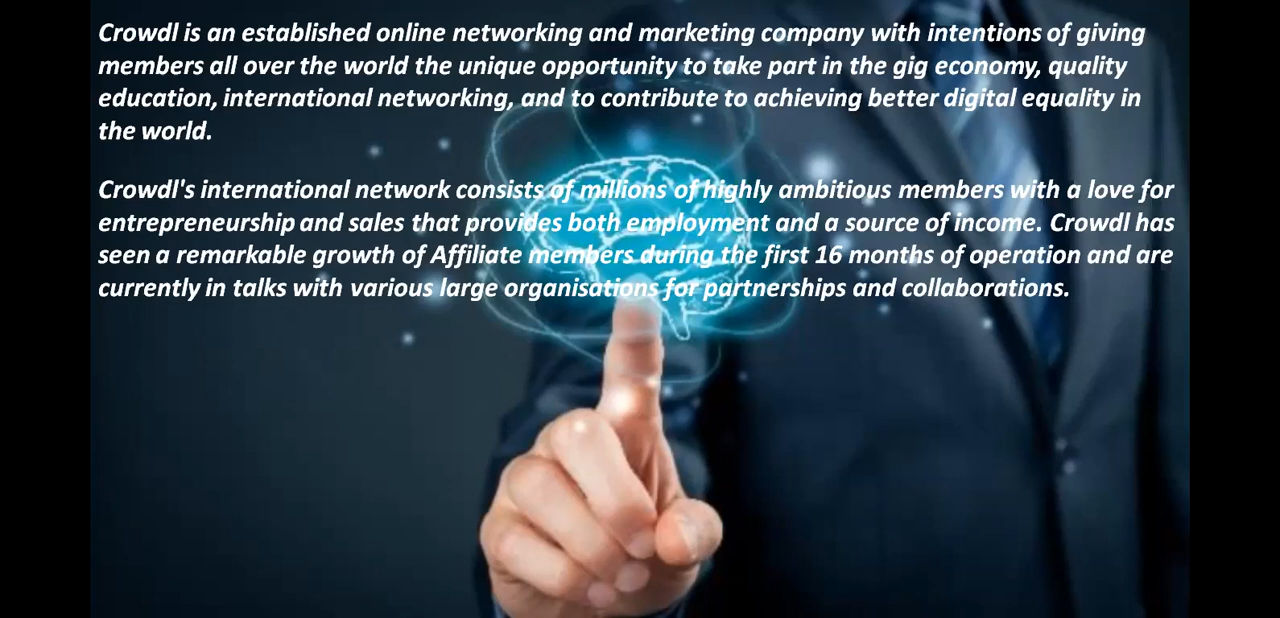 Crowdl is an established online networking and marketing company with intentions of giving
members all over the world the unique opportunity to take part in the gig economy, quality
education, international networking, and to contribute to achieving better digital equality in
the world.
Crowdl's international network consists of millions of highly ambitious members with a love for
entrepreneurship and sales that provides both employment and a source of income. Crowdl has
seen a remarkable growth of Affiliate members during the first 16 months of operation and are
currently in talks with various large organisations for partnerships and collaborations.